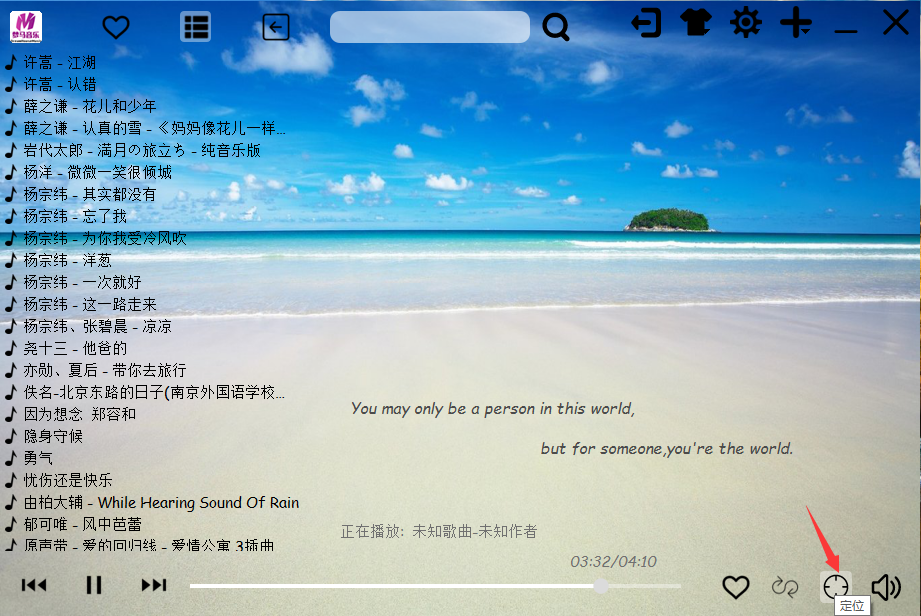 梦马音乐
许嵩 - 江湖
许嵩 - 认错
薛之谦 - 花儿和少年
薛之谦 - 认真的雪 - 《妈妈像花儿一样...
岩代太郎 - 満月の旅立ち - 纯音乐版
杨洋 - 微微一笑很倾城
杨宗纬 - 其实都没有
杨宗纬 - 忘了我
杨宗纬 - 为你我受冷风吹
杨宗纬 - 洋葱
杨宗纬 - 一次就好
杨宗纬 - 这一路走来
杨宗纬、张碧晨 - 凉凉
尧十三 - 他爸的
亦勋、夏后 - 带你去旅行
佚名-北京东路的日子(南京外国语学校...
因为想念 郑容和
隐身守候
勇气
忧伤还是快乐
由柏大辅 - While Hearing Sound Of Rain
郁可唯 - 风中芭蕾
原声带 - 爱的回归线 - 爱情公寓 3插曲
You may only be a person in this world,
but for someone,you're the world.
正在播放: 未知歌曲-未知作者
03:32/04:10
定位